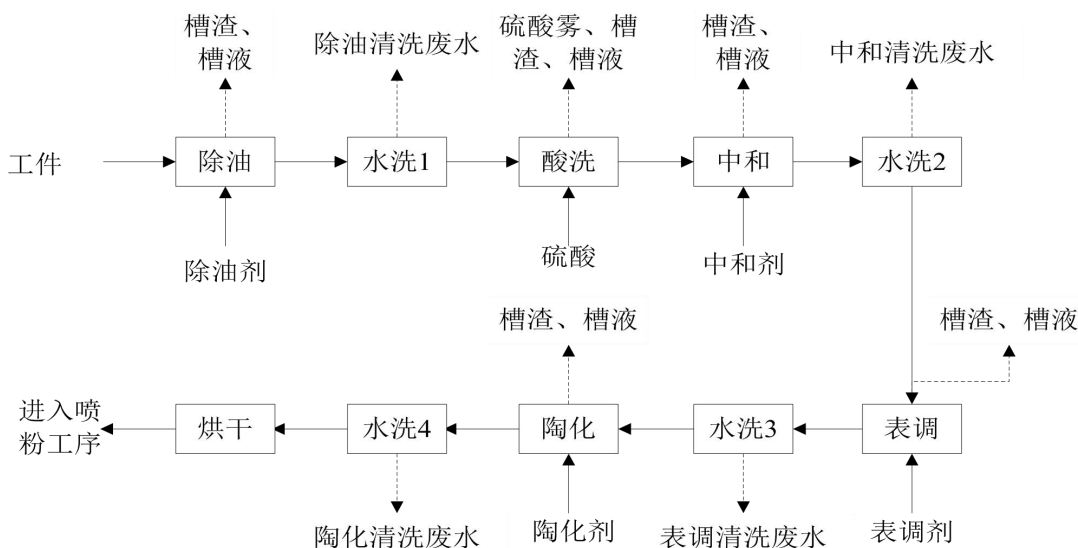 槽渣、
槽液
除油清洗废水
硫酸雾、槽
渣、槽液
槽渣、
槽液
中和清洗废水
工件
除油
水洗1
酸洗
中和
水洗2
除油剂
硫酸
中和剂
槽渣、槽液
槽渣、槽液
进入喷
粉工序
烘干
水洗4
陶化
水洗3
表调
陶化清洗废水
陶化剂
表调清洗废水
表调剂